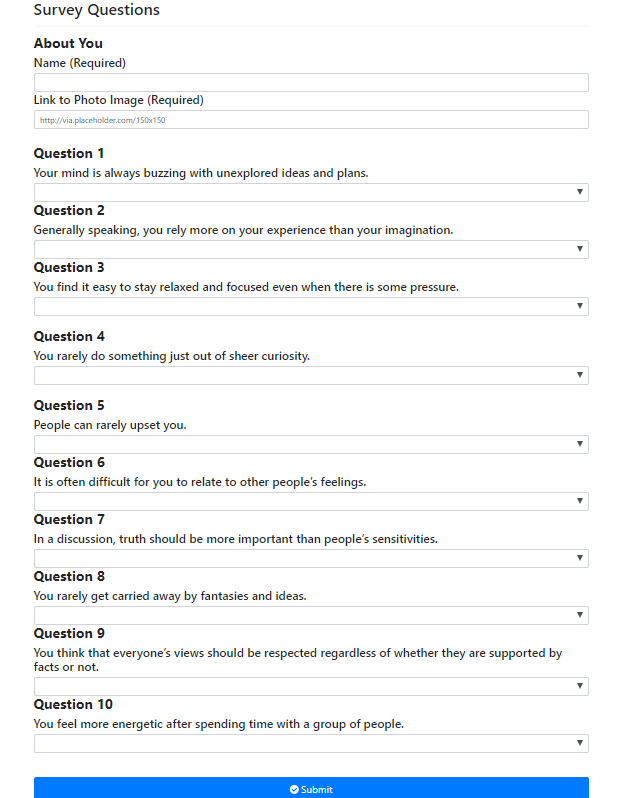 Survey Questions
About You
Name (Required)
Link to Photo Image (Required)
http://via.placeholder.com/150x150
Question 1
Your mind is always buzzing with unexplored ideas and plans.
Question 2
Generally speaking, you rely more on your experience than your imagination.
Question 3
You find it easy to stay relaxed and focused even when there is some pressure.
Question 4
You rarely do something just out of sheer curiosity.
Question 5
People can rarely upset you.
Question 6
It is often difficult for you to relate to other people's feelings.
Question 7
In a discussion, truth should be more important than people's sensitivities.
Question 8
You rarely get carried away by fantasies and ideas.
Question 9
You think that everyone's views should be respected regardless of whether they are supported by
facts or not.
Question 10
You feel more energetic after spending time with a group of people.
Submit